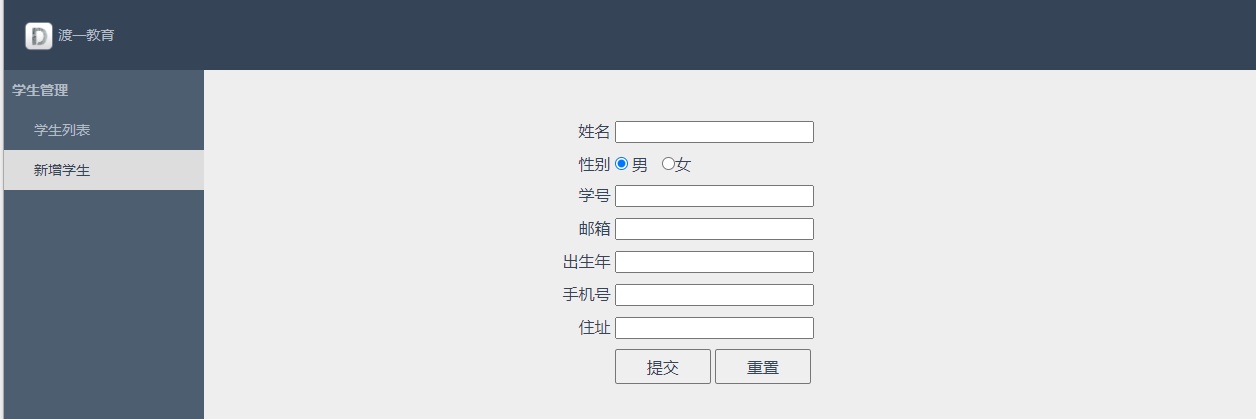 渡一教育
学生管理
学生列表
新增学生
姓名
性别 男 女
学号
邮箱
出生年
手机号
住址
提交 重置